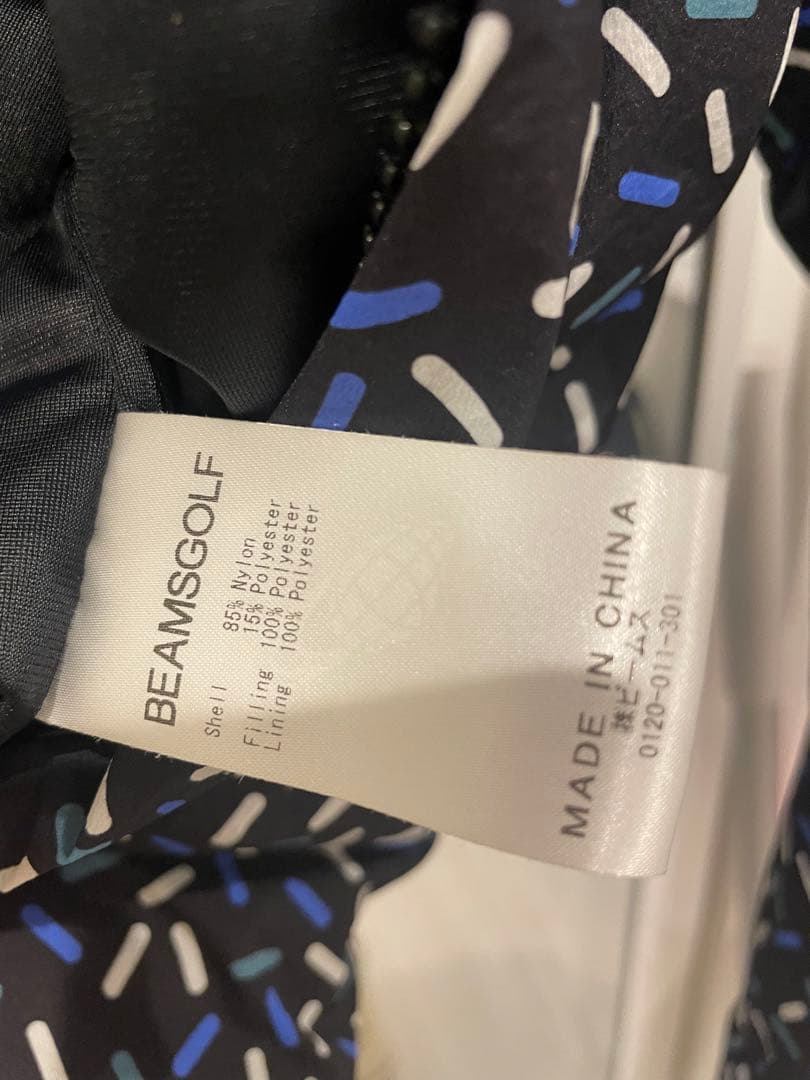 BEAMSGOLF
Shell 85% Nylon
15% Polyester
Filling 100% Polyester
Lining 100% Polyester
MADE IN CHINA
㈱ビームス
0120-011-301